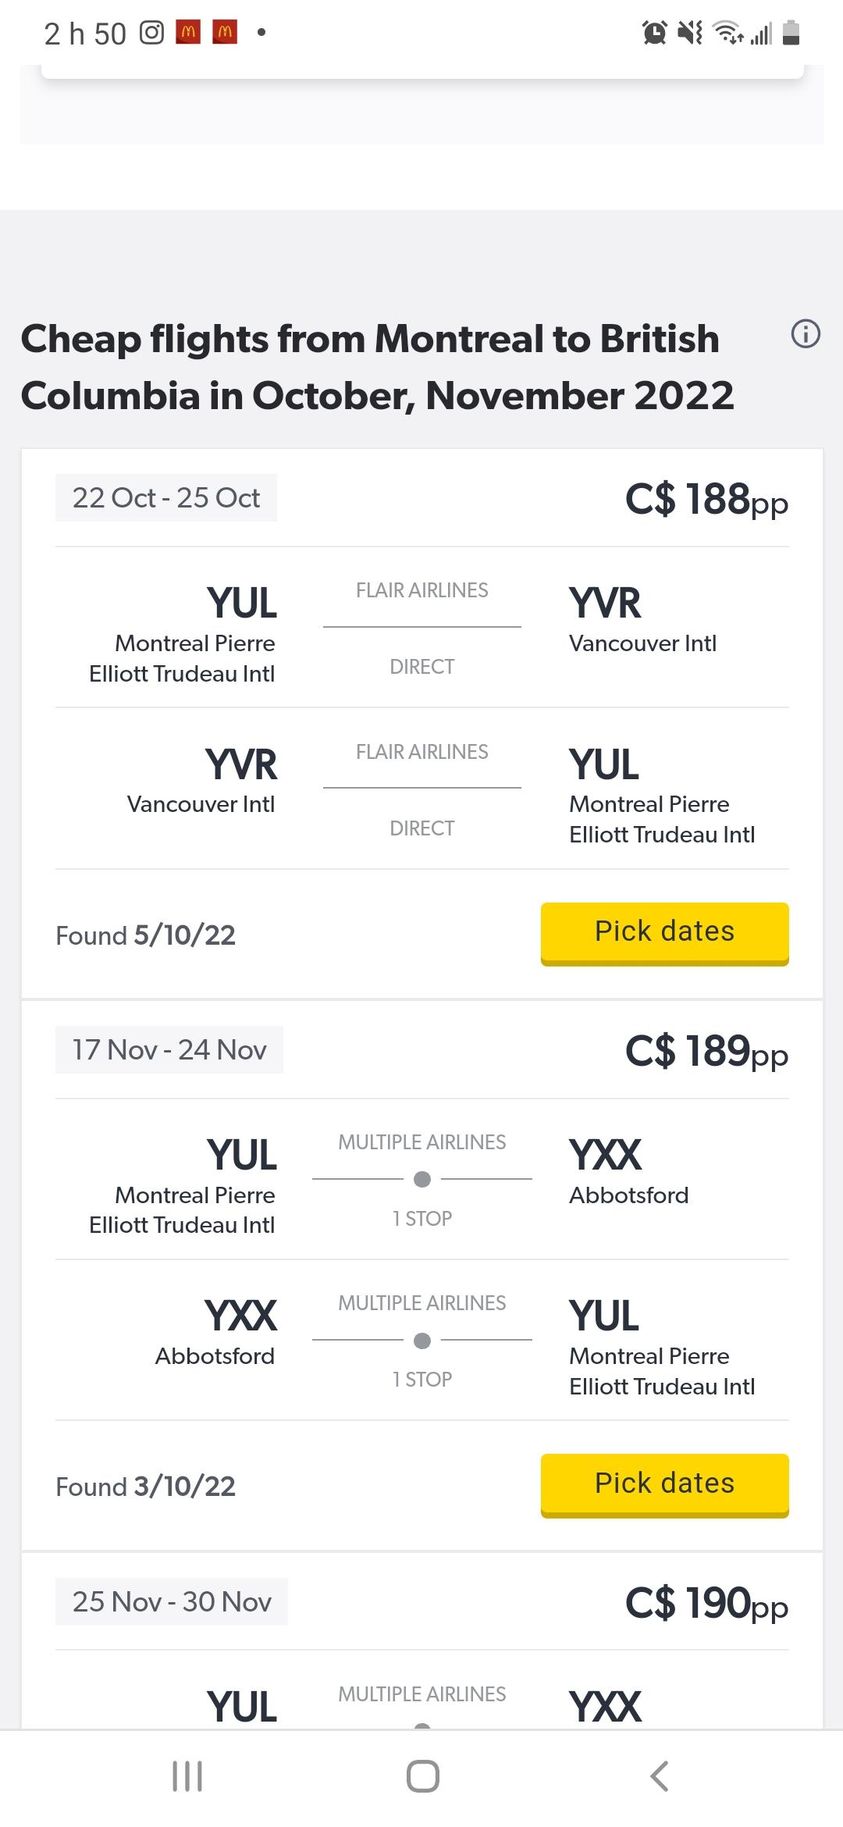 2 h 50
Cheap flights from Montreal to British
Columbia in October, November 2022
22 Oct - 25 Oct
C$ 188pp
YUL
Montreal Pierre
Elliott Trudeau Intl
FLAIR AIRLINES
DIRECT
YVR
Vancouver Intl
YVR
Vancouver Intl
FLAIR AIRLINES
DIRECT
YUL
Montreal Pierre
Elliott Trudeau Intl
Found 5/10/22
Pick dates
17 Nov - 24 Nov
C$ 189pp
YUL
Montreal Pierre
Elliott Trudeau Intl
MULTIPLE AIRLINES
1 STOP
YXX
Abbotsford
YXX
Abbotsford
MULTIPLE AIRLINES
1 STOP
YUL
Montreal Pierre
Elliott Trudeau Intl
Found 3/10/22
Pick dates
25 Nov - 30 Nov
C$ 190pp
YUL
MULTIPLE AIRLINES
YXX